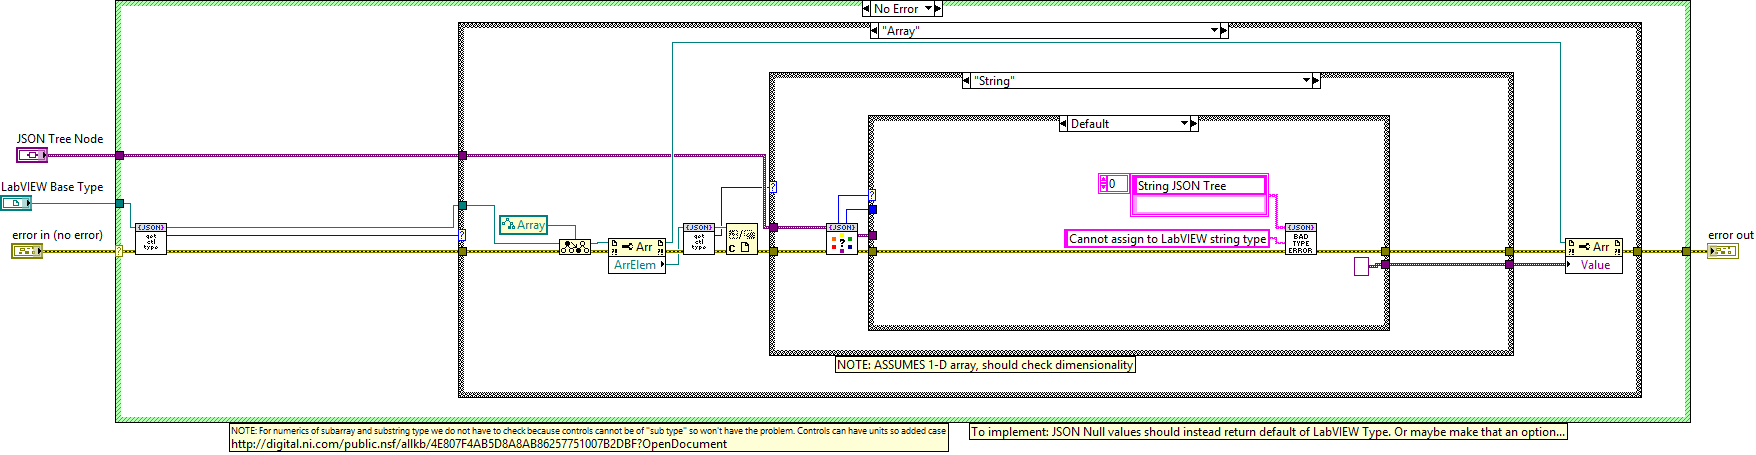 No Error
"Array"
"String"
Default
JSON Tree Node
LabVIEW Base Type
error in (no error)
{JSON}
get
ctl
type
Array
Arr
ArrElem
{JSON}
get
ctl
type
C
{JSON}
?
0
String JSON Tree
Cannot assign to LabVIEW string type
{JSON}
BAD
TYPE
ERROR
Arr
Value
error out
NOTE: ASSUMES 1-D array, should check dimensionality
NOTE: For numerics of subarray and substring type we do not have to check because controls cannot be of "sub type" so won't have the problem. Controls can have units so added case
http://digital.ni.com/public.nsf/allkb/4E807F4AB5D8A8AB86257751007B2DBF?OpenDocument
To implement: JSON Null values should instead return default of LabVIEW Type. Or maybe make that an option...